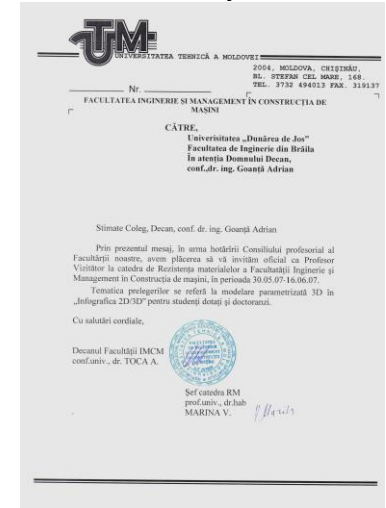 UTM
UNIVERSITATEA TEHNICĂ A MOLDOVEI
2004, MOLDOVA, CHIŞINĂU,
BL. STEFAN CEL MARE, 168.
TEL. 3732 494013 FAX. 319137
Nr.
FACULTATEA INGINERIE ŞI MANAGEMENT ÎN CONSTRUCŢIA DE
MAŞINI
CĂTRE,
Univerisitatea „Dunărea de Jos”
Facultatea de Inginerie din Brăila
În atenţia Domnului Decan,
conf.,dr. ing. Goanţă Adrian
Stimate Coleg, Decan, conf. dr. ing. Goanţă Adrian
Prin prezentul mesaj, în arma hotărîrii Consiliului profesorial al
Facultăţii noastre, avem plăcerea să vă invităm oficial ca Profesor
Vizitător la catedra de Rezistenţa materialelor a Facultăţii Inginerie şi
Management în Construcţia de maşini, în perioada 30.05.07-16.06.07.
Tematica prelegerilor se referă la modelare parametrizată 3D în
„Infografica 2D/3D” pentru studenţi dotaţi şi doctoranzi.
Cu salutări cordiale,
Decanul Facultăţii IMCM
conf.univ., dr. TOCA A.
Şef catedra RM
prof.univ., dr.hab
MARINA V.